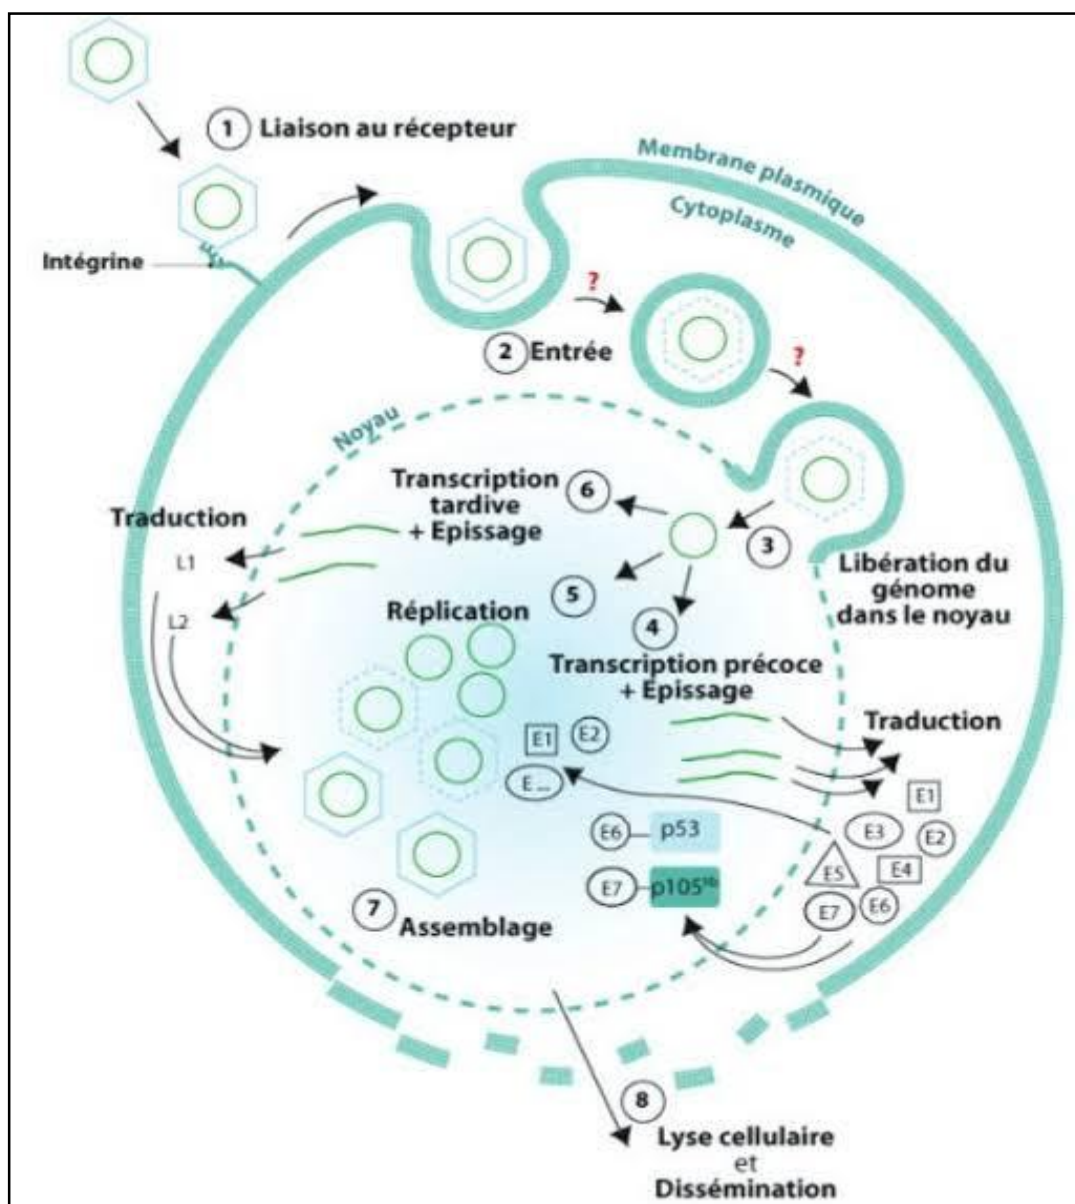 1 Liaison au récepteur
Membrane plasmique
Cytoplasme
Intégrine
?
2 Entrée
?
Noyau
Transcription
tardive
+ Epissage
6
Traduction
L1
L2
3
Libération du
génome
dans le noyau
5
Réplication
4
Transcription précoce
+ Epissage
Traduction
E1
E2
E...
E1
E3
E2
E5
E4
E7
E6
E6
p53
E7
p105ᴿᵇ
7 Assemblage
8
Lyse cellulaire
et
Dissémination